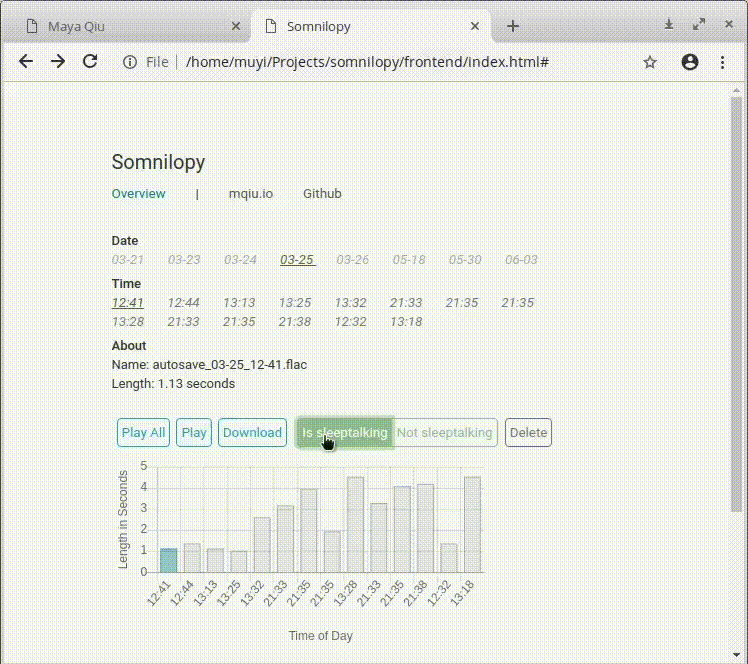 Maya Qiu
Somnilopy
File
/home/muyi/Projects/somnilopy/frontend/index.html#
Somnilopy
Overview | mqiu.io Github
Date
03-21 03-23 03-24 03-25 03-26 05-18 05-30 06-03
Time
12:41 12:44 13:13 13:25 13:32 21:33 21:35 21:35
13:28 21:33 21:35 21:38 12:32 13:18
About
Name: autosave_03-25_12-41.flac
Length: 1.13 seconds
Play All Play Download Is sleeptalking Not sleeptalking Delete
Length in Seconds
5
4
3
2
1
0
12:41 12:44 13:13 13:25 13:32 21:33 21:35 21:35 13:28 21:33 21:35 21:38 12:32 13:18
Time of Day